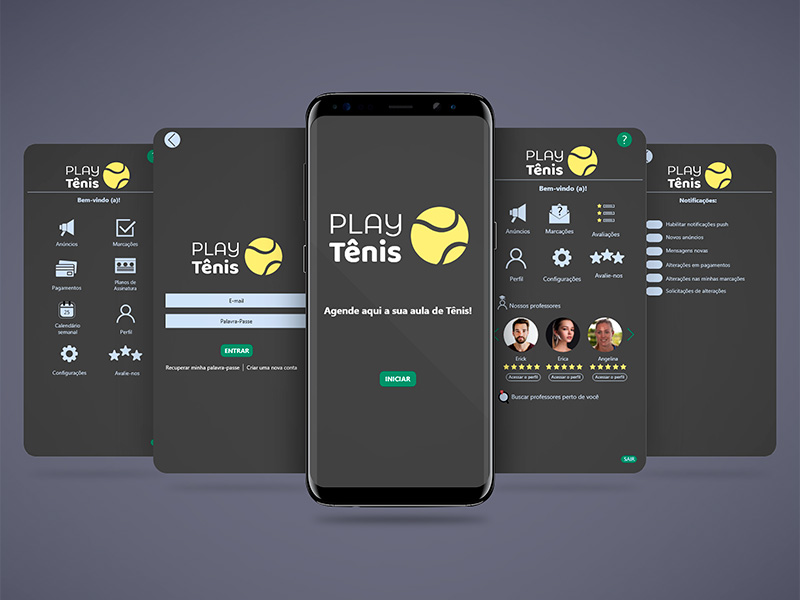 PLAY
Tênis
Bem-vindo (a)!
Anúncios
Marcações
Pagamentos
Planos de
Assinatura
25
Calendário
semanal
Perfil
Configurações
Avalie-nos
PLAY
Tênis
E-mail
Palavra-Passe
ENTRAR
Recuperar minha palavra-passe | Criar uma nova conta
PLAY
Tênis
Agende aqui a sua aula de Tênis!
INICIAR
?
PLAY
Tênis
Bem-vindo (a)!
?
Anúncios
Marcações
Avaliações
Perfil
Configurações
Avalie-nos
Nossos professores
Erick
Erica
Angelina
Acessar o perfil
Acessar o perfil
Acessar o perfil
Buscar professores perto de você
SAIR
PLAY
Tênis
Notificações:
Habilitar notificações push
Novos anúncios
Mensagens novas
Alterações em pagamentos
Alterações nas minhas marcações
Solicitações de alterações